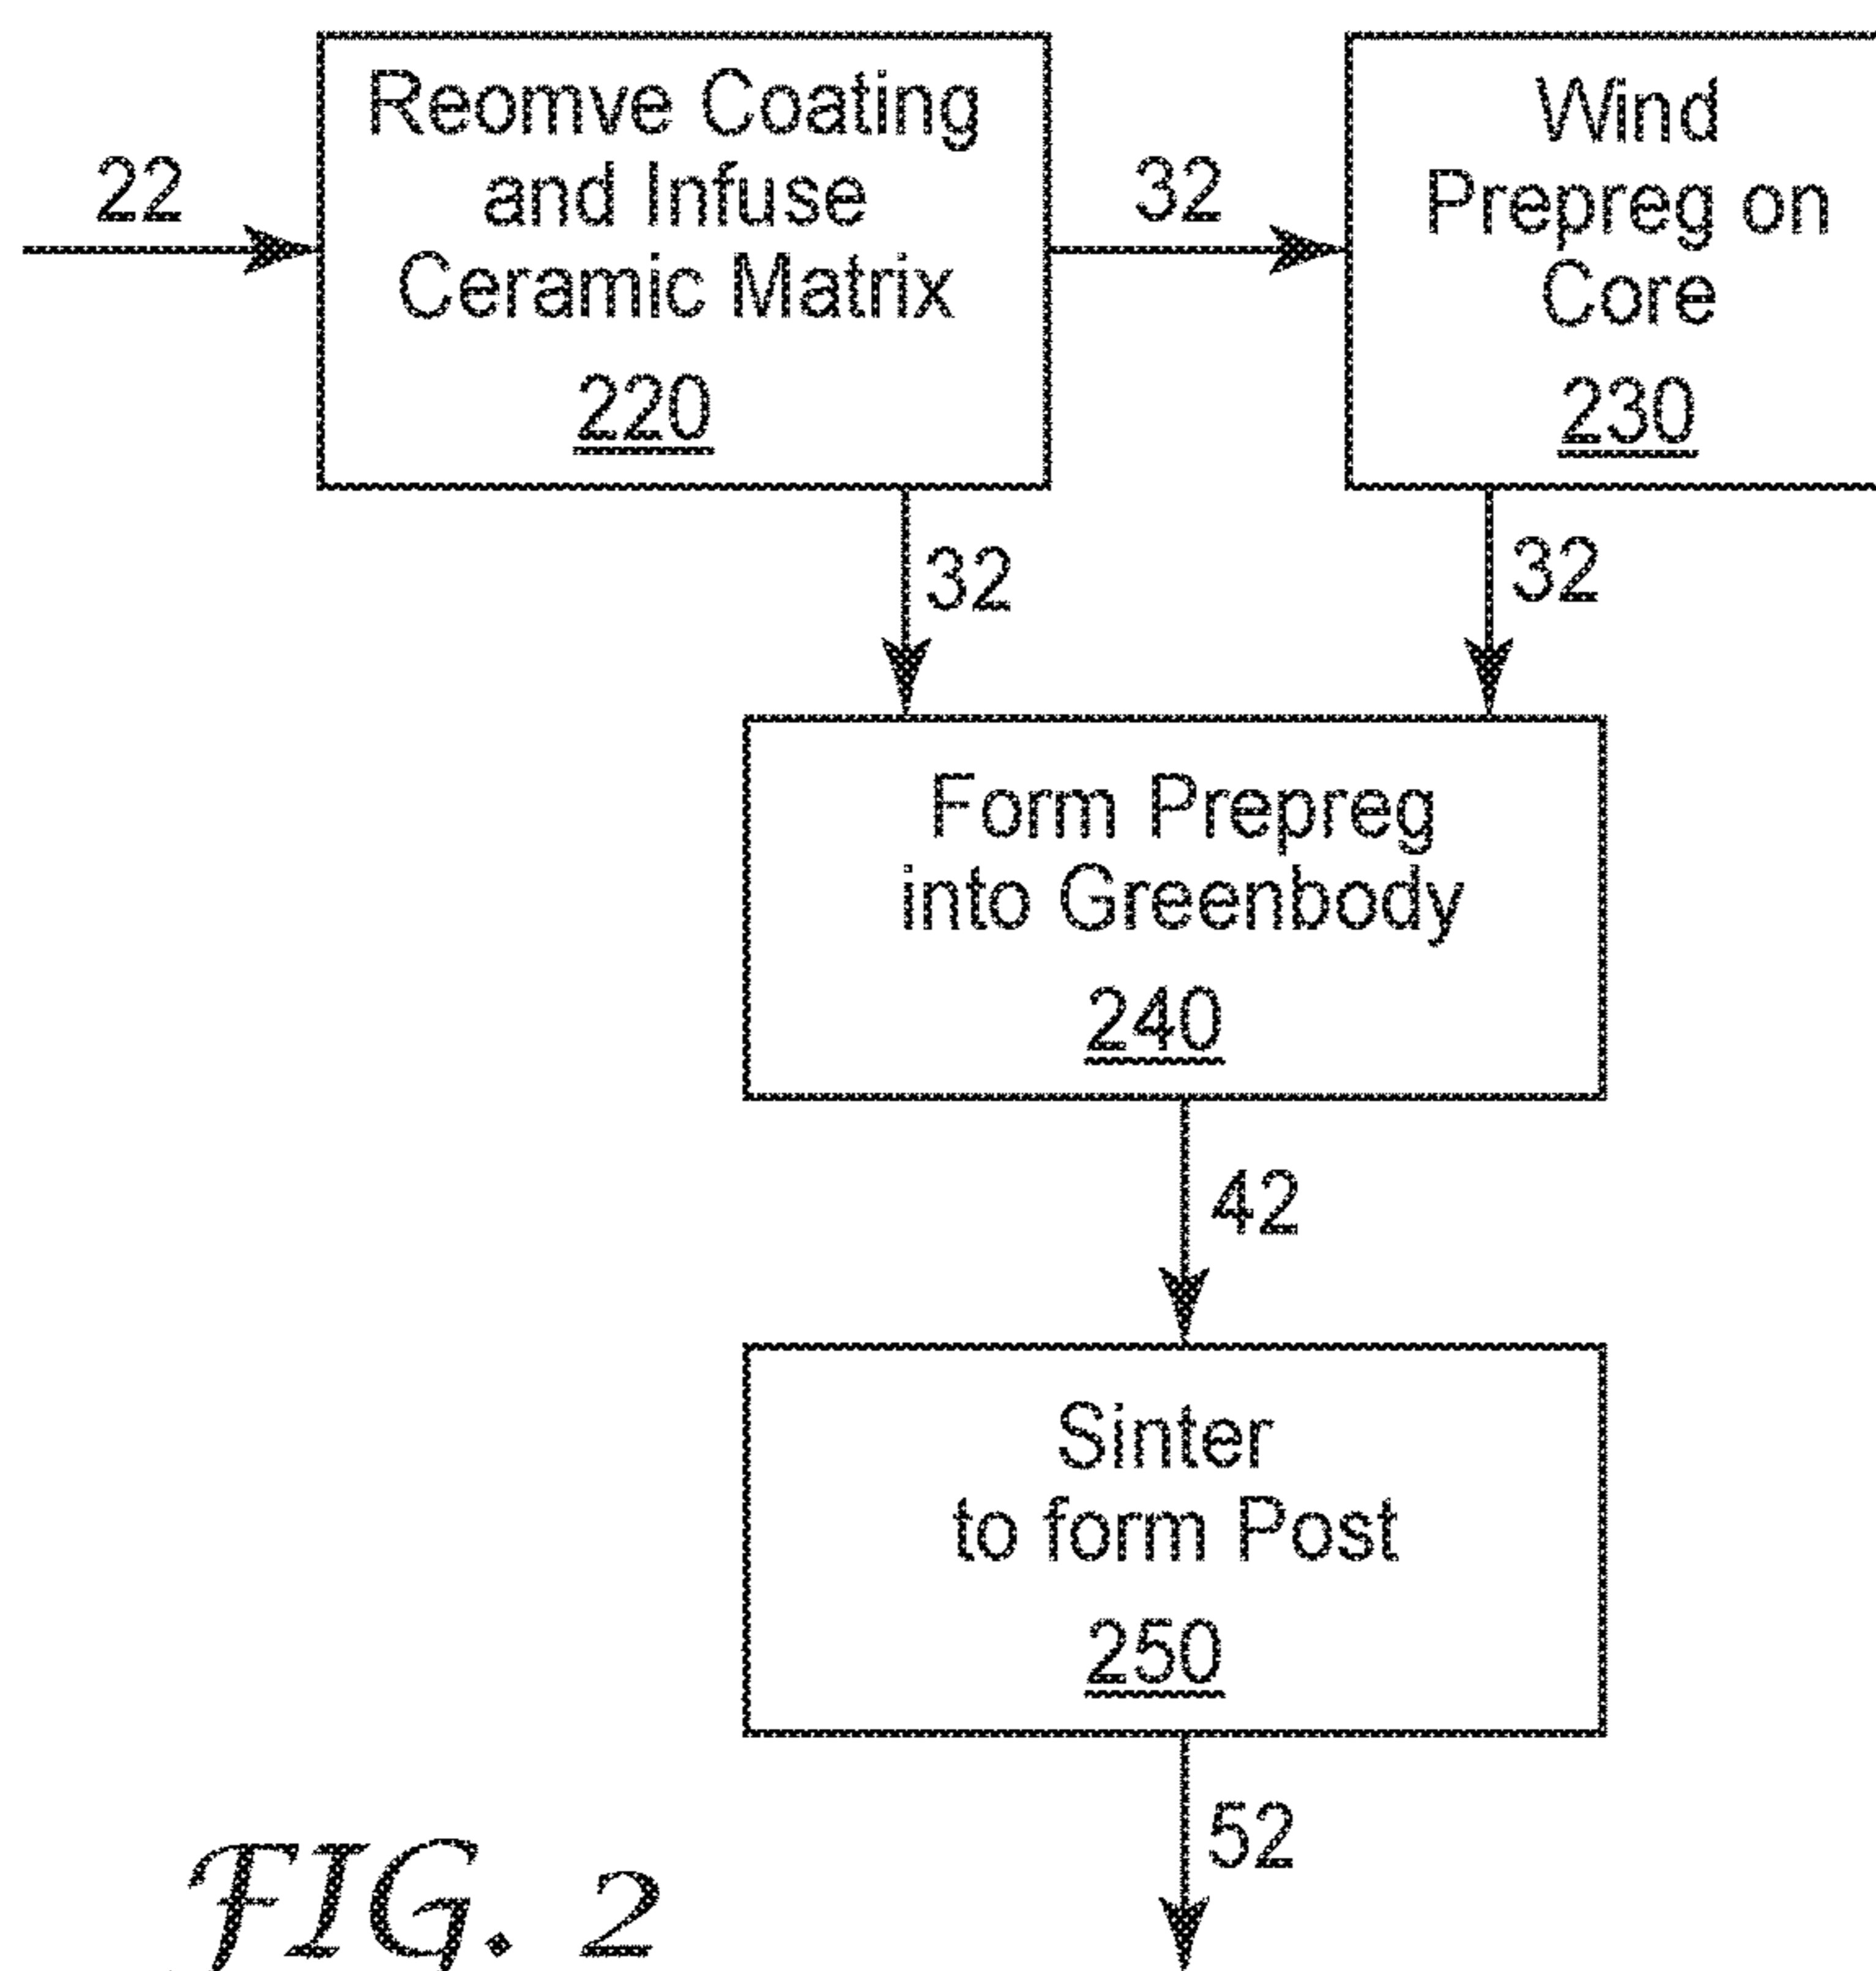 22
Reomve Coating
and Infuse
Ceramic Matrix
220
32
Wind
Prepreg on
Core
230
32
32
Form Prepreg
into Greenbody
240
42
Sinter
to form Post
250
52
FIG. 2